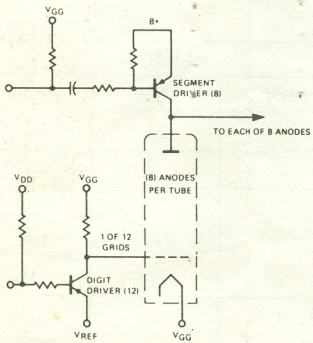 VGG
B+
SEGMENT
DRIVER (8)
TO EACH OF 8 ANODES
VDD
VGG
(8) ANODES
PER TUBE
1 OF 12
GRIDS
DIGIT
DRIVER (12)
VREF
VGG